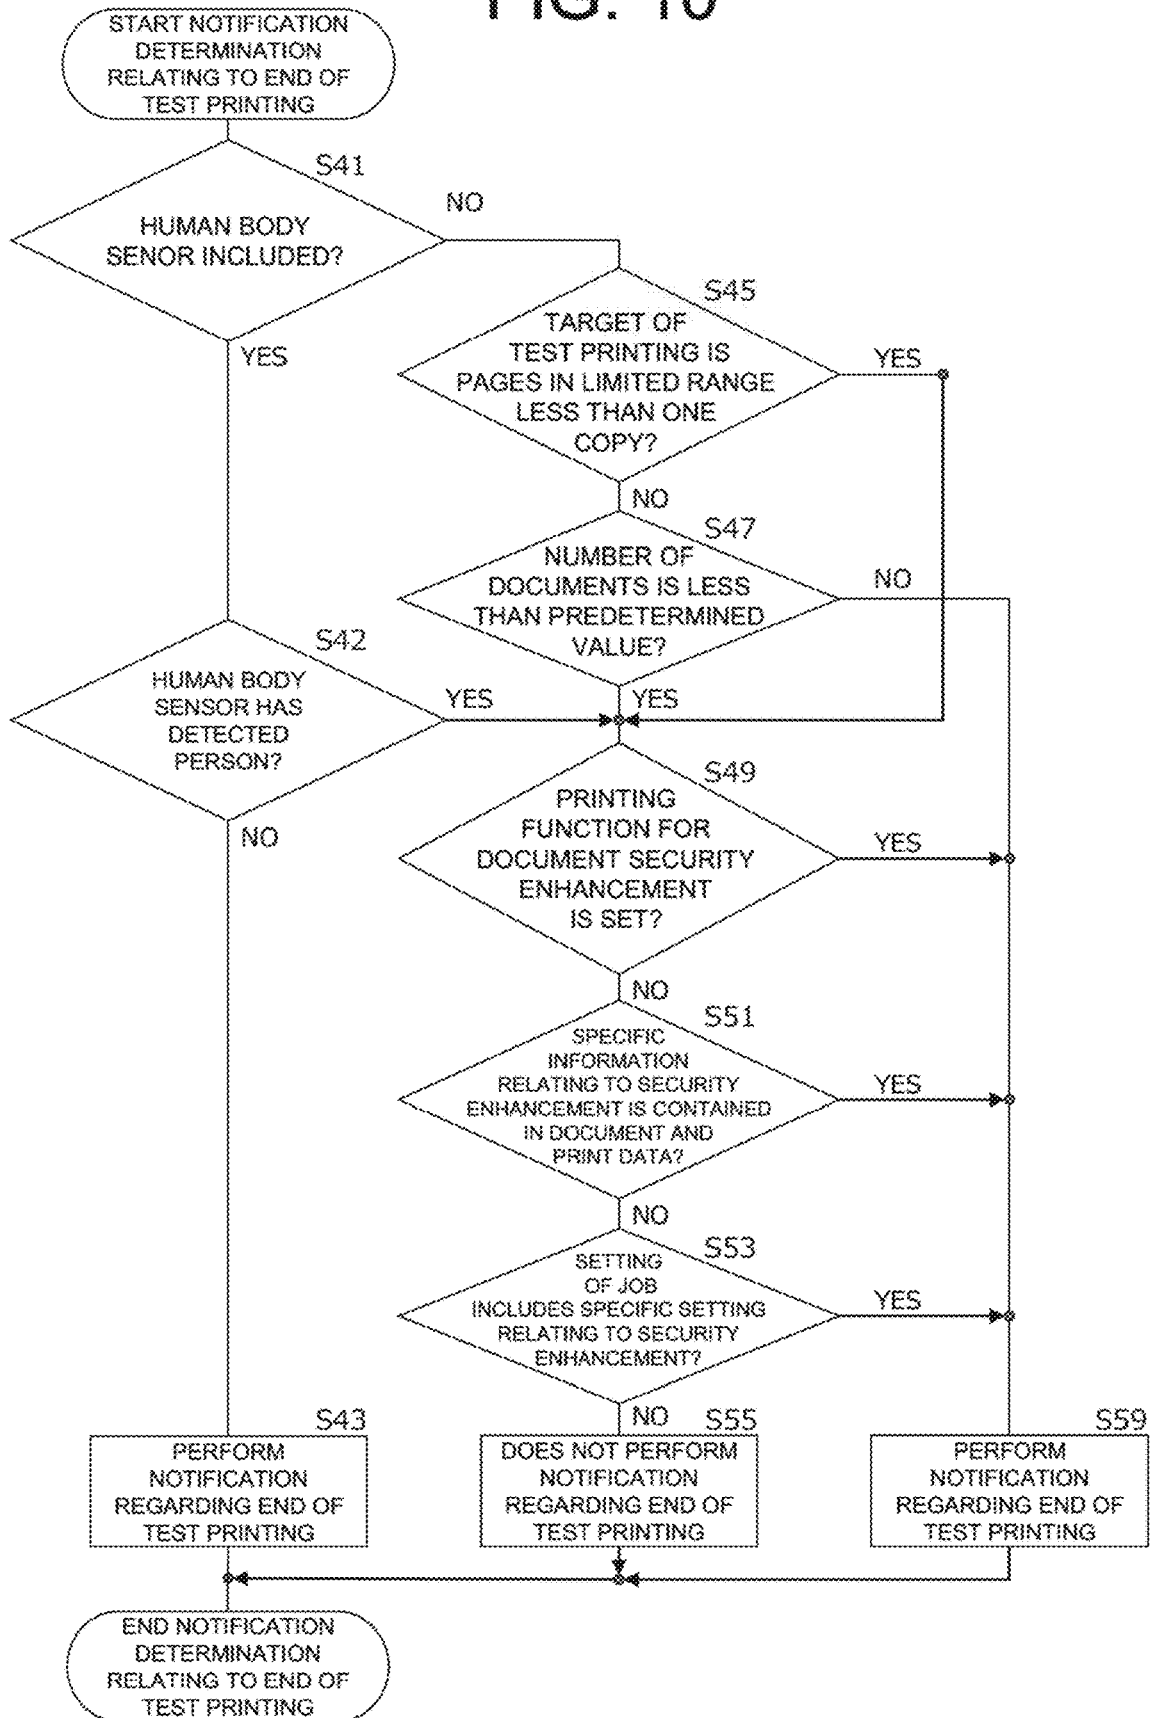 FIG. 10
START NOTIFICATION
DETERMINATION
RELATING TO END OF
TEST PRINTING
S41
HUMAN BODY
SENOR INCLUDED?
NO
YES
S45
TARGET OF
TEST PRINTING IS
PAGES IN LIMITED RANGE
LESS THAN ONE
COPY?
YES
NO
S47
NUMBER OF
DOCUMENTS IS LESS
THAN PREDETERMINED
VALUE?
NO
YES
S42
HUMAN BODY
SENSOR HAS
DETECTED
PERSON?
YES
NO
S49
PRINTING
FUNCTION FOR
DOCUMENT SECURITY
ENHANCEMENT
IS SET?
YES
NO
S51
SPECIFIC
INFORMATION
RELATING TO SECURITY
ENHANCEMENT IS CONTAINED
IN DOCUMENT AND
PRINT DATA?
YES
NO
S53
SETTING
OF JOB
INCLUDES SPECIFIC SETTING
RELATING TO SECURITY
ENHANCEMENT?
YES
NO
S43
PERFORM
NOTIFICATION
REGARDING END OF
TEST PRINTING
S55
DOES NOT PERFORM
NOTIFICATION
REGARDING END OF
TEST PRINTING
S59
PERFORM
NOTIFICATION
REGARDING END OF
TEST PRINTING
END NOTIFICATION
DETERMINATION
RELATING TO END OF
TEST PRINTING